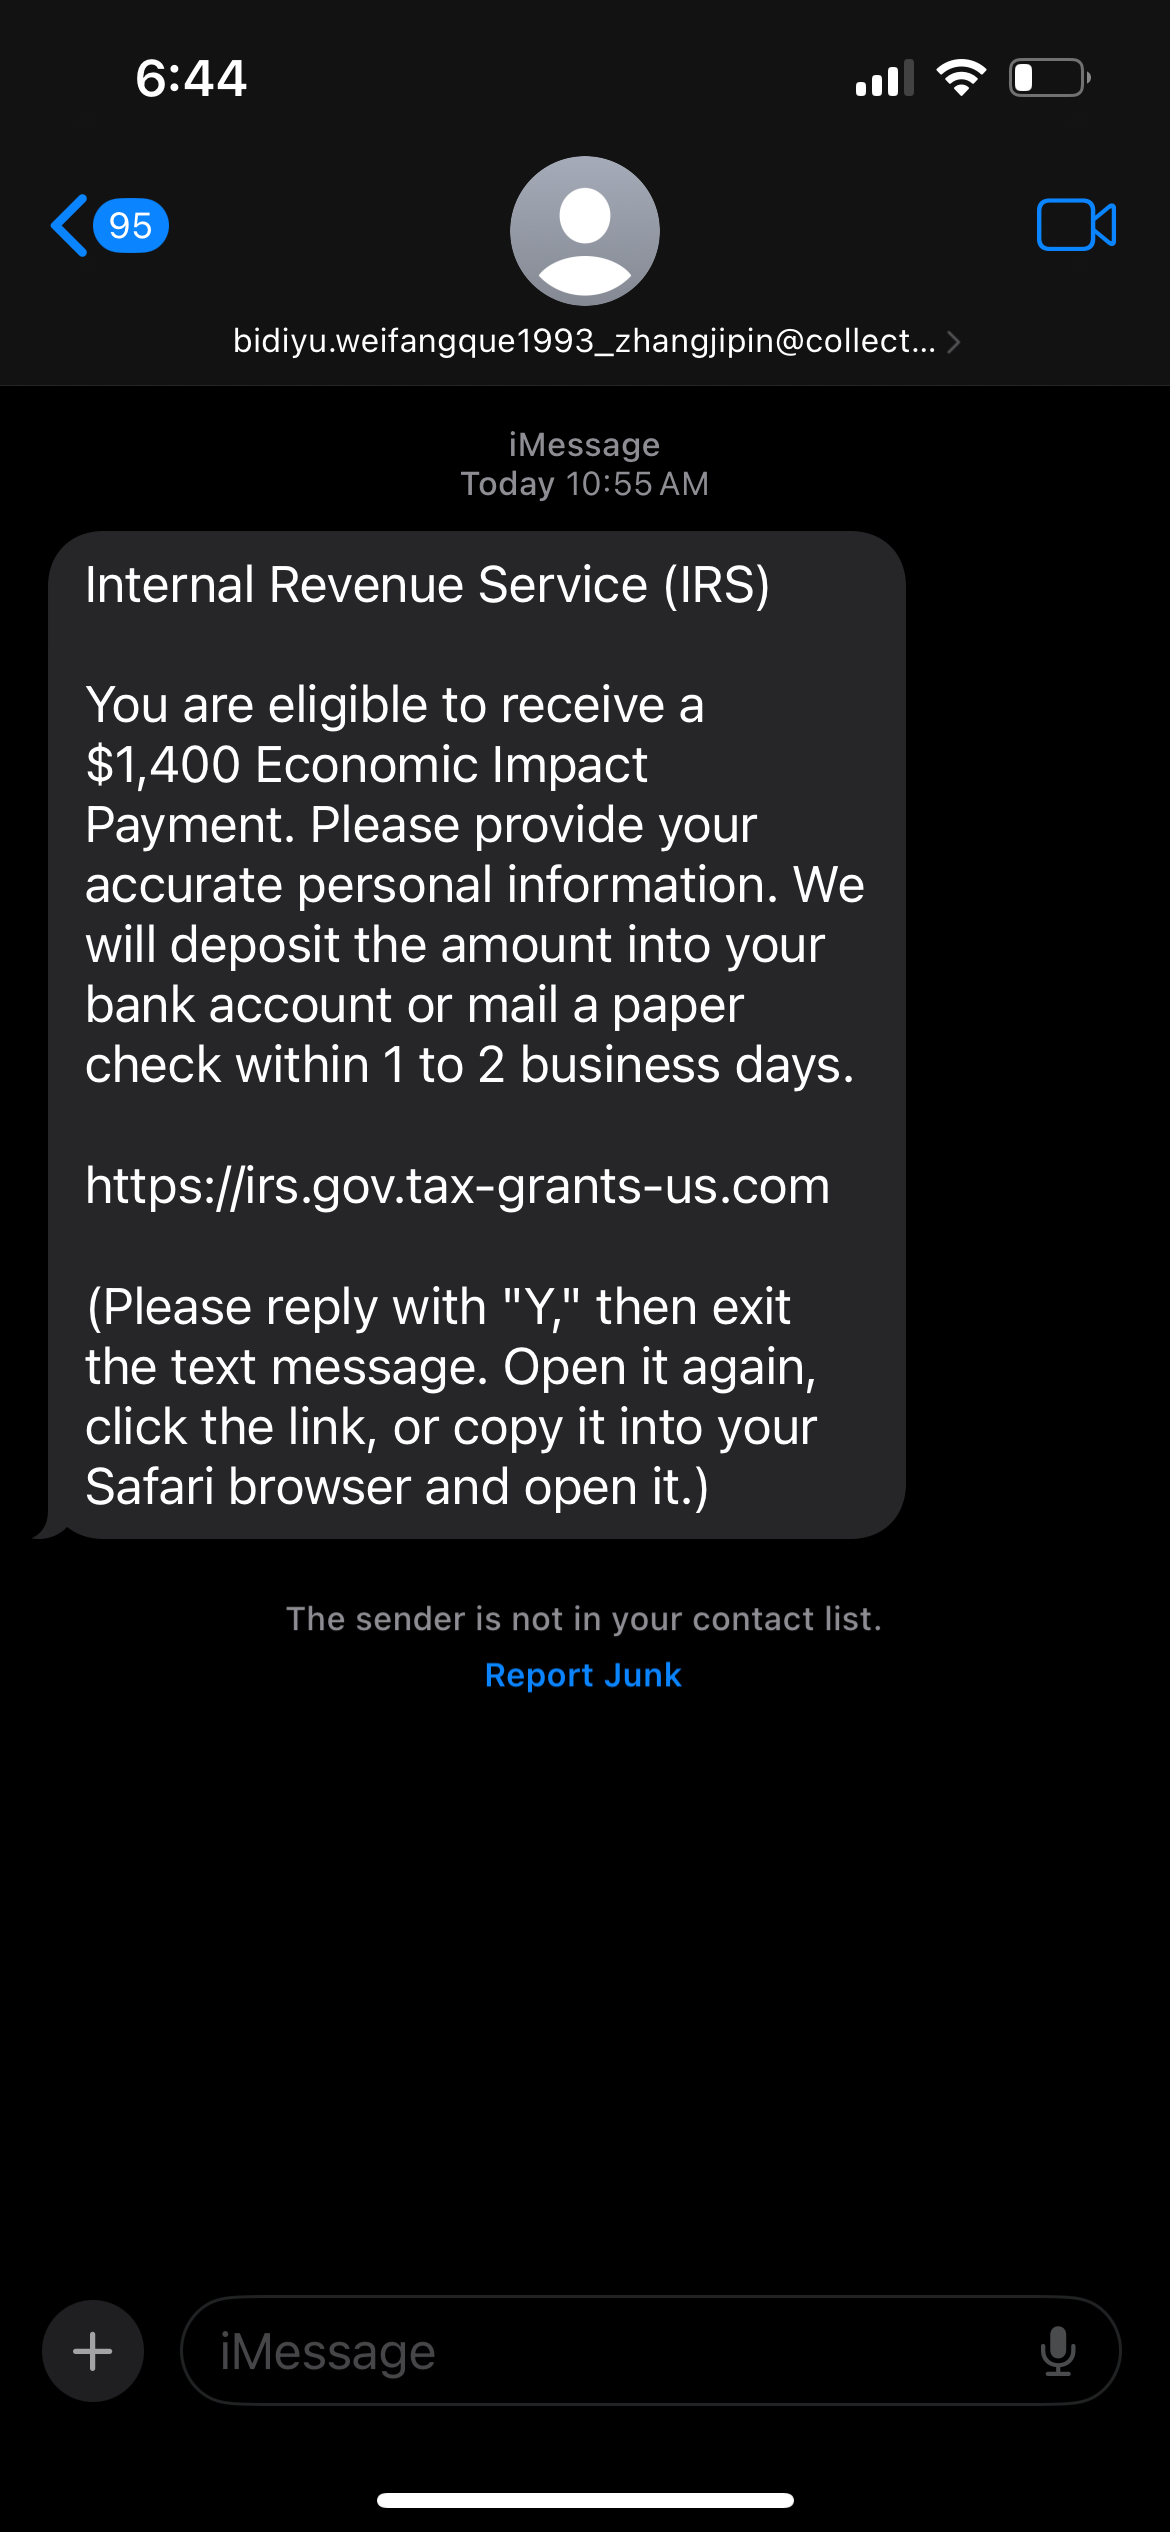 6:44
95
bidiyu.weifangque1993_zhangjipin@collect...
iMessage
Today 10:55 AM
Internal Revenue Service (IRS)
You are eligible to receive a
$1,400 Economic Impact
Payment. Please provide your
accurate personal information. We
will deposit the amount into your
bank account or mail a paper
check within 1 to 2 business days.
https://irs.gov.tax-grants-us.com
(Please reply with "Y," then exit
the text message. Open it again,
click the link, or copy it into your
Safari browser and open it.)
The sender is not in your contact list.
Report Junk
iMessage